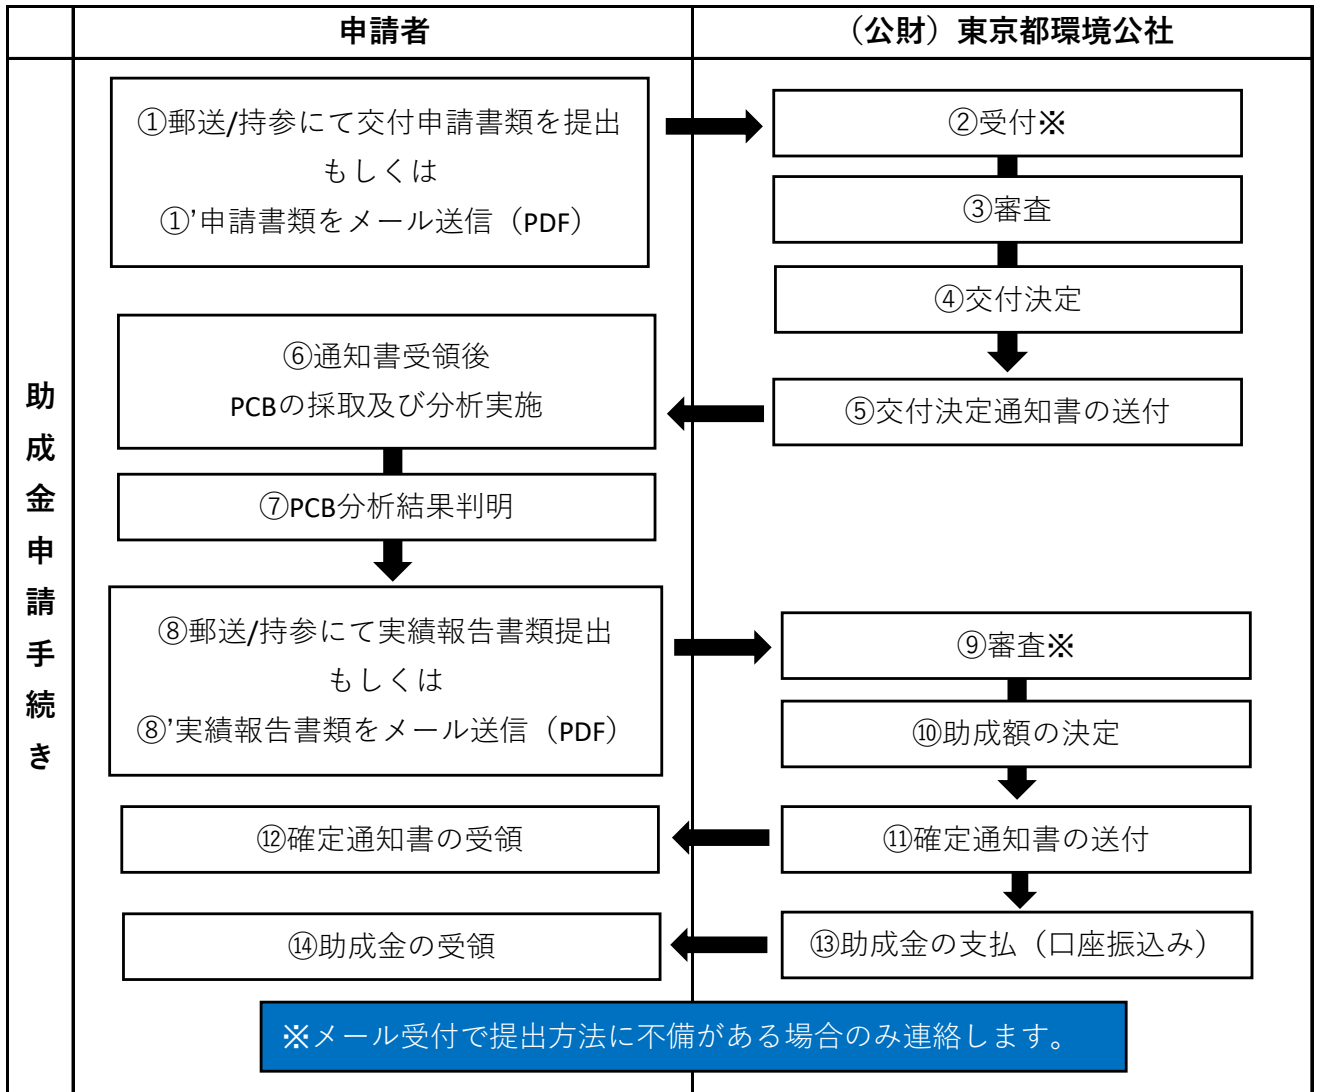 申請者
（公財）東京都環境公社
助成金申請手続き
①郵送/持参にて交付申請書類を提出
もしくは
①’申請書類をメール送信（PDF）
②受付※
③審査
④交付決定
⑤交付決定通知書の送付
⑥通知書受領後
PCBの採取及び分析実施
⑦PCB分析結果判明
⑧郵送/持参にて実績報告書類提出
もしくは
⑧’実績報告書類をメール送信（PDF）
⑨審査※
⑩助成額の決定
⑪確定通知書の送付
⑫確定通知書の受領
⑬助成金の支払（口座振込み）
⑭助成金の受領
※メール受付で提出方法に不備がある場合のみ連絡します。